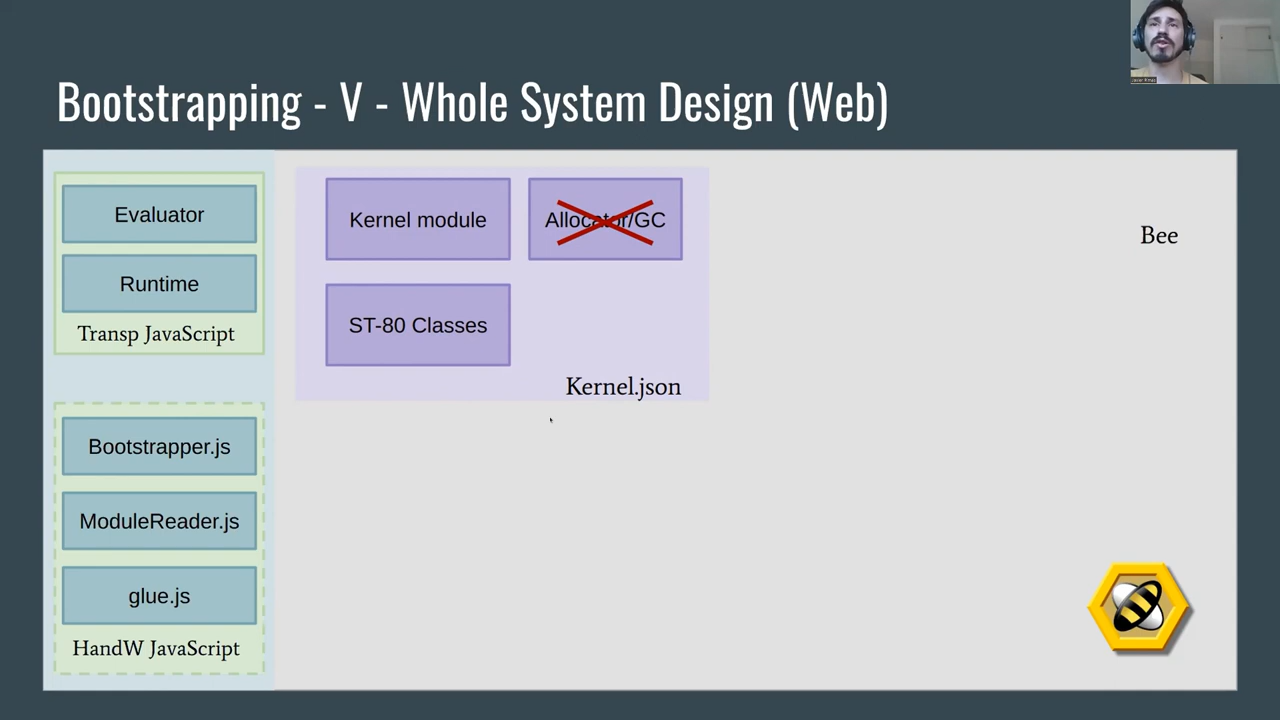 Bootstrapping - V - Whole System Design (Web)
Evaluator
Runtime
Transp JavaScript
Bootstrapper.js
ModuleReader.js
glue.js
HandW JavaScript
Kernel module
Allocator/GC
ST-80 Classes
Kernel.json
Bee